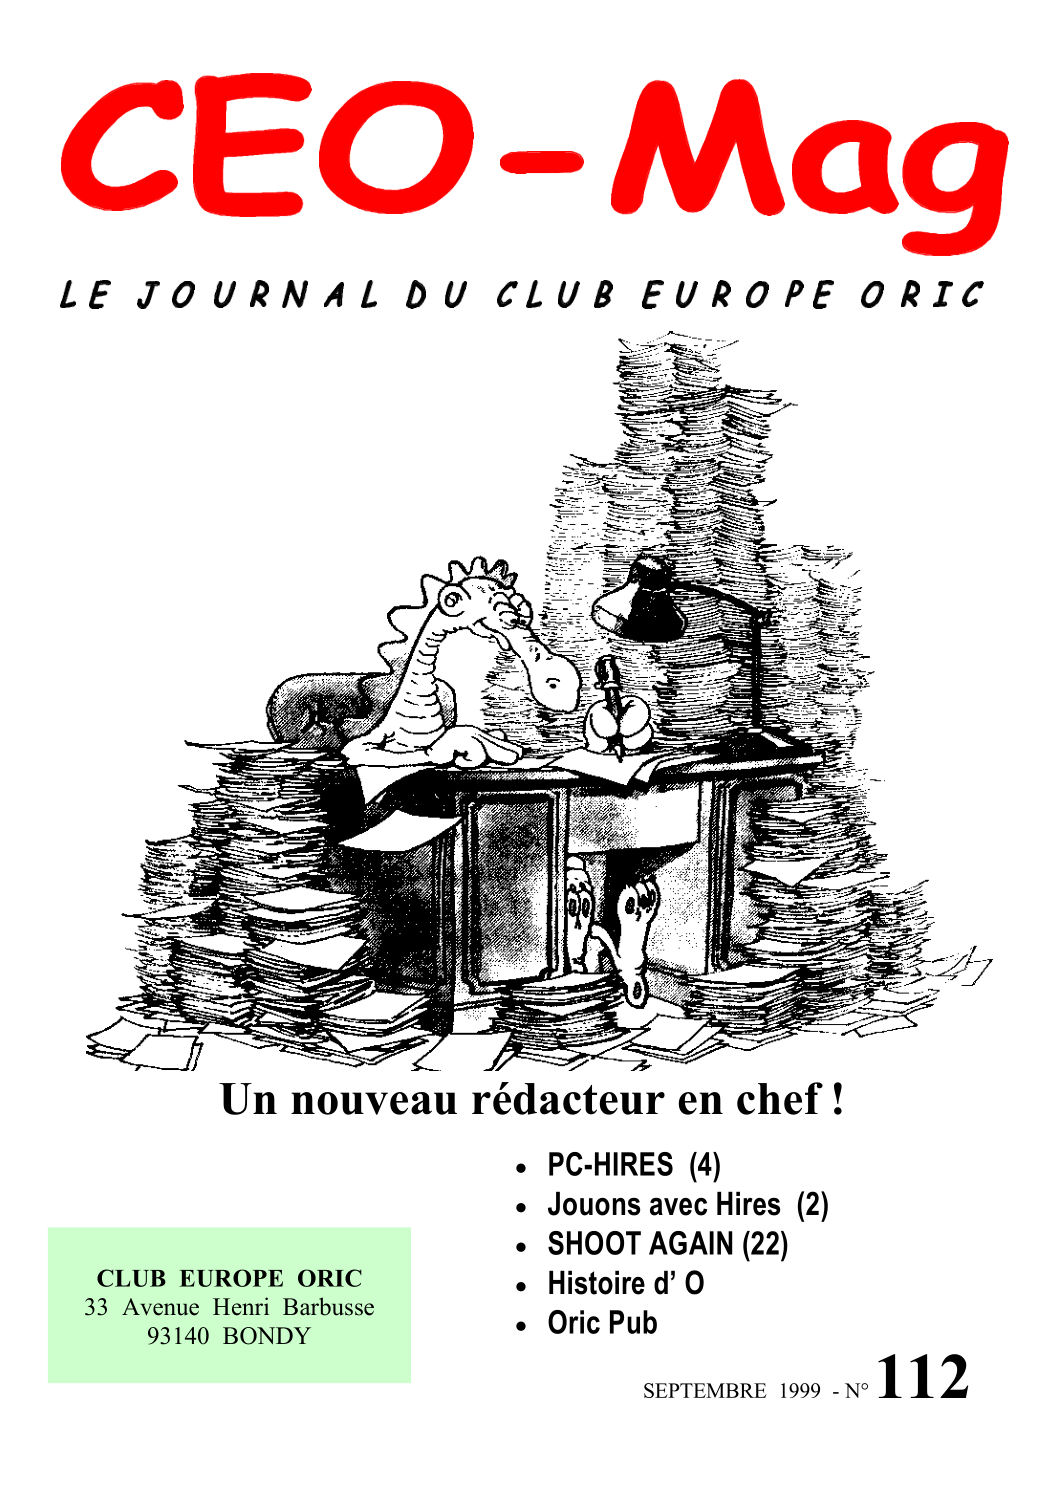 CEO-Mag
LE JOURNAL DU CLUB EUROPE ORIC
Un nouveau rédacteur en chef !
• PC-HIRES (4)
• Jouons avec Hires (2)
• SHOOT AGAIN (22)
• Histoire d' O
• Oric Pub
CLUB EUROPE ORIC
33 Avenue Henri Barbusse
93140 BONDY
SEPTEMBRE 1999 - N° 112